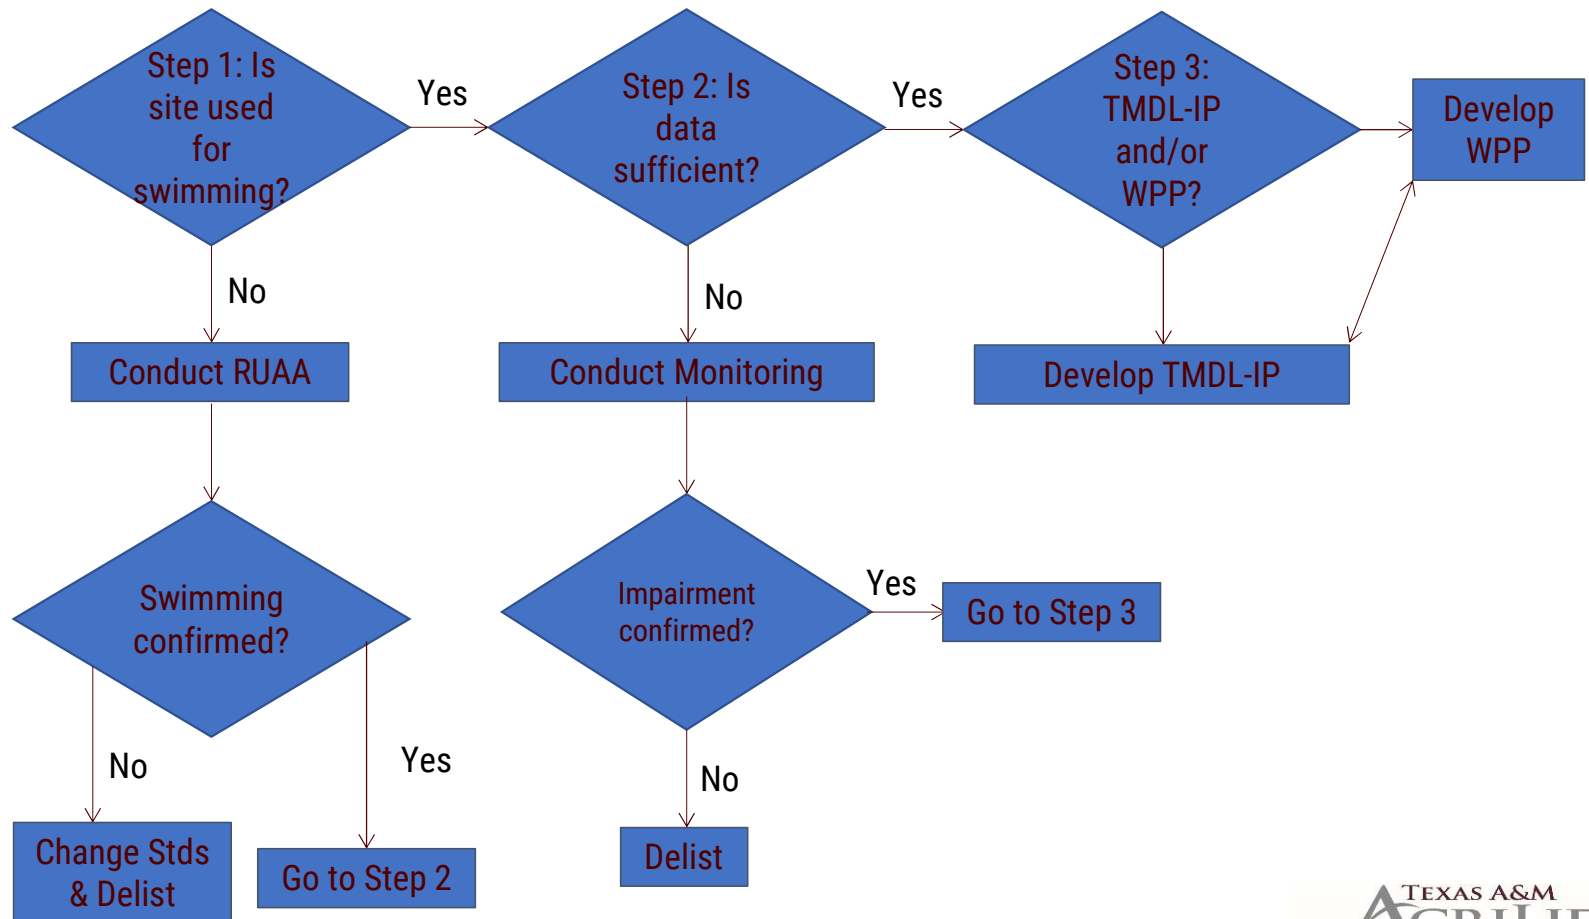 Step 1: Is
site used
for
swimming?
Yes
Step 2: Is
data
sufficient?
Yes
Step 3:
TMDL-IP
and/or
WPP?
Develop
WPP
No
No
Conduct RUAA
Conduct Monitoring
Develop TMDL-IP
Swimming
confirmed?
Impairment
confirmed?
Yes
Go to Step 3
No
Yes
No
Change Stds
& Delist
Go to Step 2
Delist
TEXAS A&M